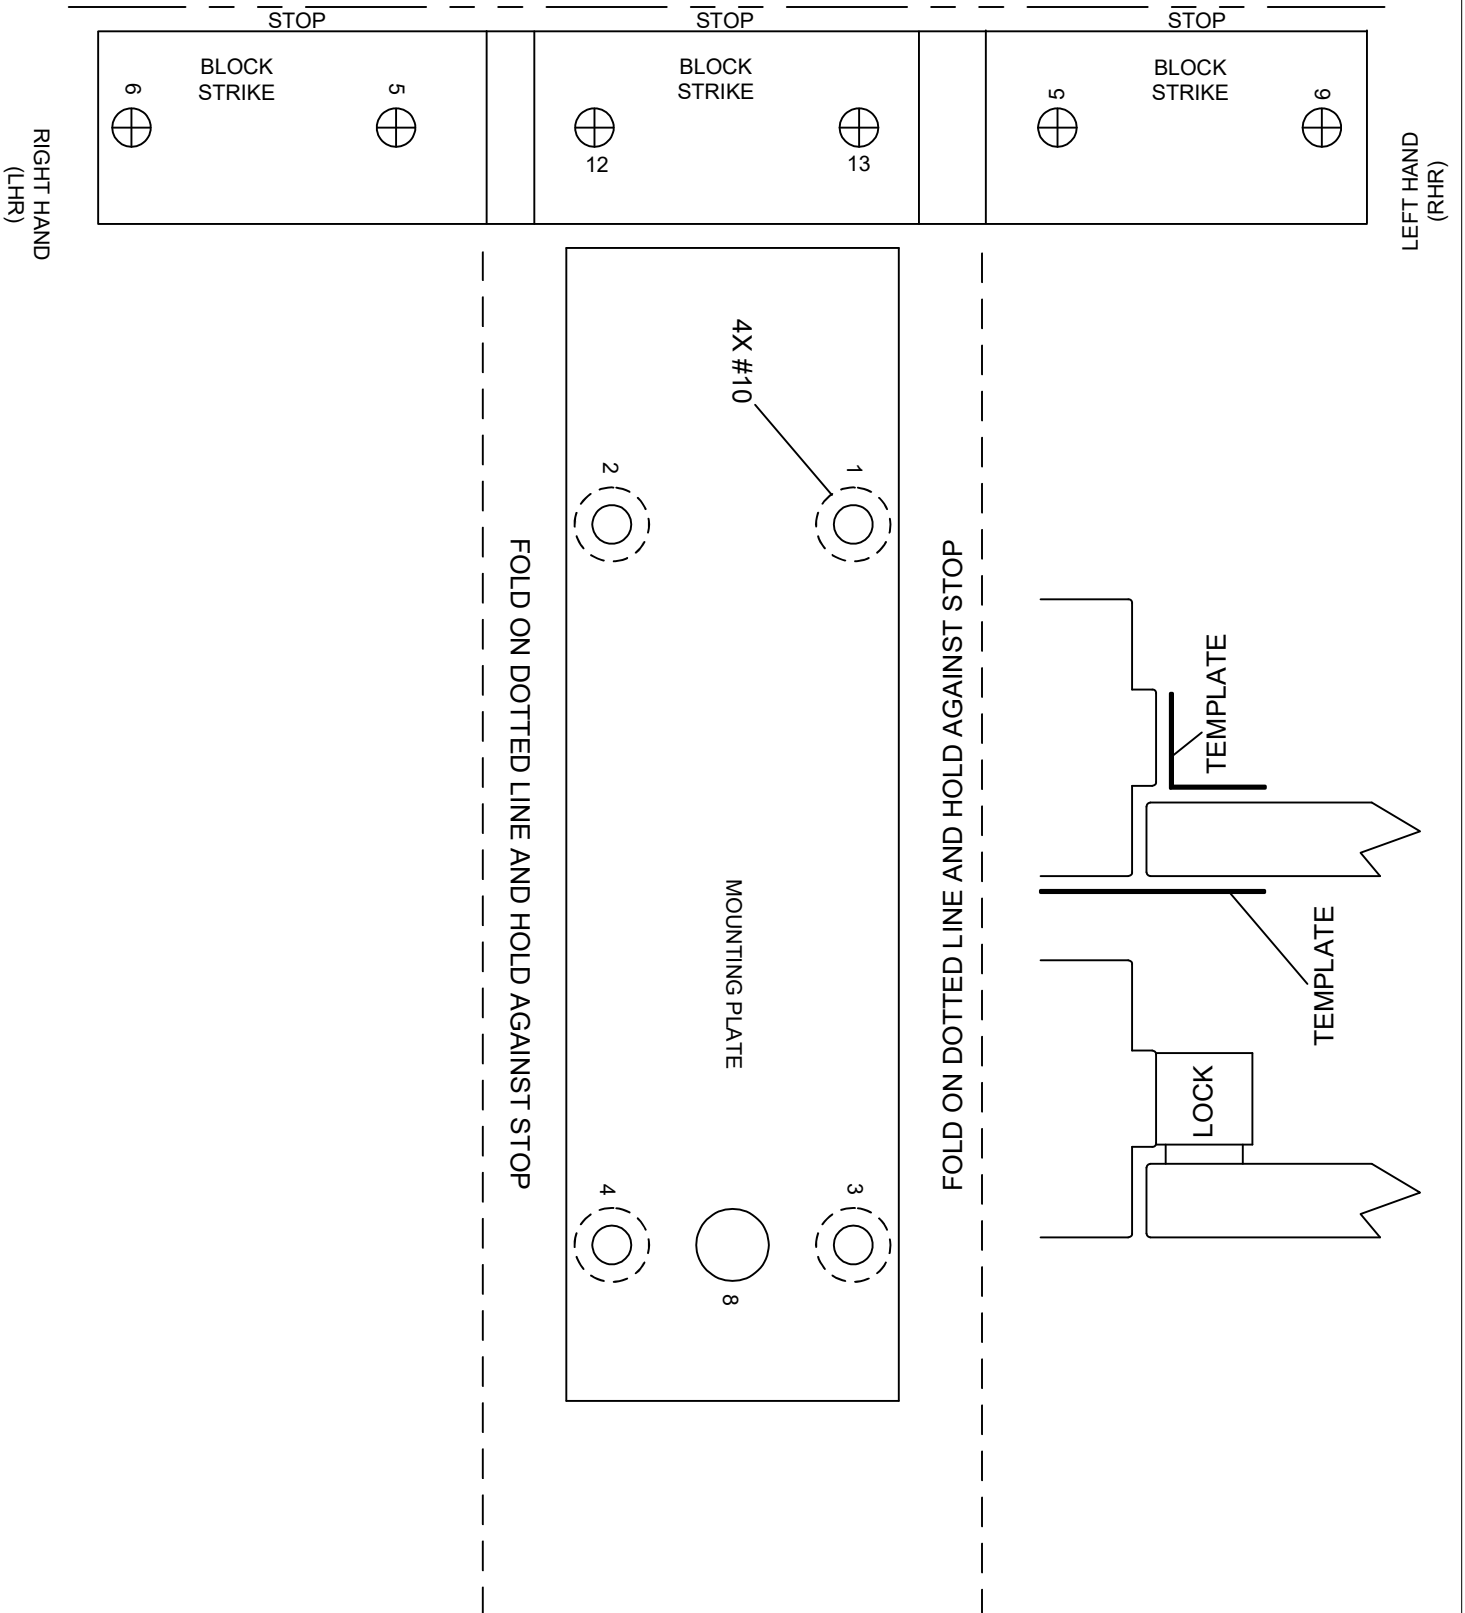 STOP
STOP
STOP
BLOCK
STRIKE
6
5
BLOCK
STRIKE
12
13
BLOCK
STRIKE
5
6
RIGHT HAND
(LHR)
LEFT HAND
(RHR)
4X #10
2
1
FOLD ON DOTTED LINE AND HOLD AGAINST STOP
MOUNTING PLATE
FOLD ON DOTTED LINE AND HOLD AGAINST STOP
4
3
8
TEMPLATE
TEMPLATE
LOCK